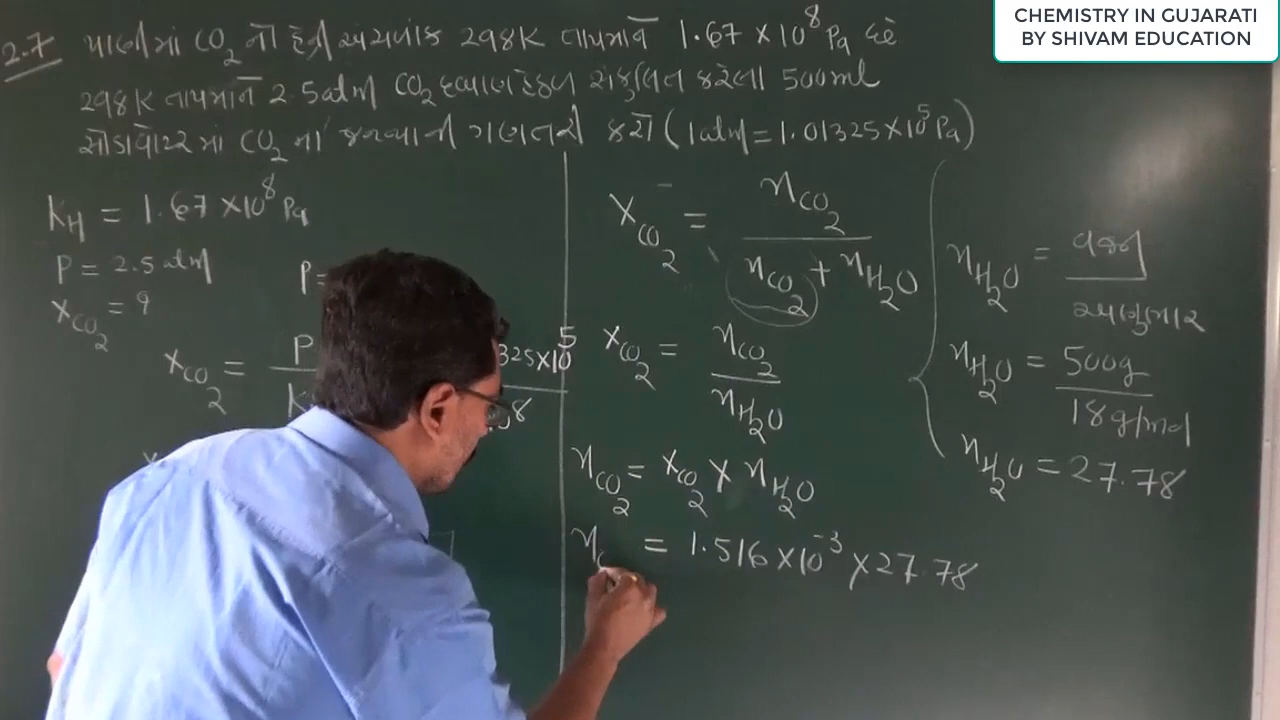 CHEMISTRY IN GUJARATI
BY SHIVAM EDUCATION
2.7 પાણીમાં CO₂ નો હેન્રી અચળાંક 298K તાપમાને 1.67 × 10⁸ Pa છે
298K તાપમાને 2.5 atm CO₂ દબાણ હેઠળ સંકુલિત કરેલા 500ml
સોડાવોટરમાં CO₂ ના જથ્થાની ગણતરી કરો (1atm = 1.01325×10⁵ Pa)
K_H = 1.67 ×10⁸ Pa
P = 2.5 atm
P =
x_CO₂ = ?
x_CO₂ = P
K
325×10⁵
8
x_CO₂ = n_CO₂ / (n_CO₂ + n_H₂O)
x_CO₂ = n_CO₂ / n_H₂O
n_CO₂ = x_CO₂ × n_H₂O
n = 1.516 ×10⁻³ × 27.78
n_H₂O = વજન / અણુભાર
n_H₂O = 500g / 18g/mol
n_H₂O = 27.78